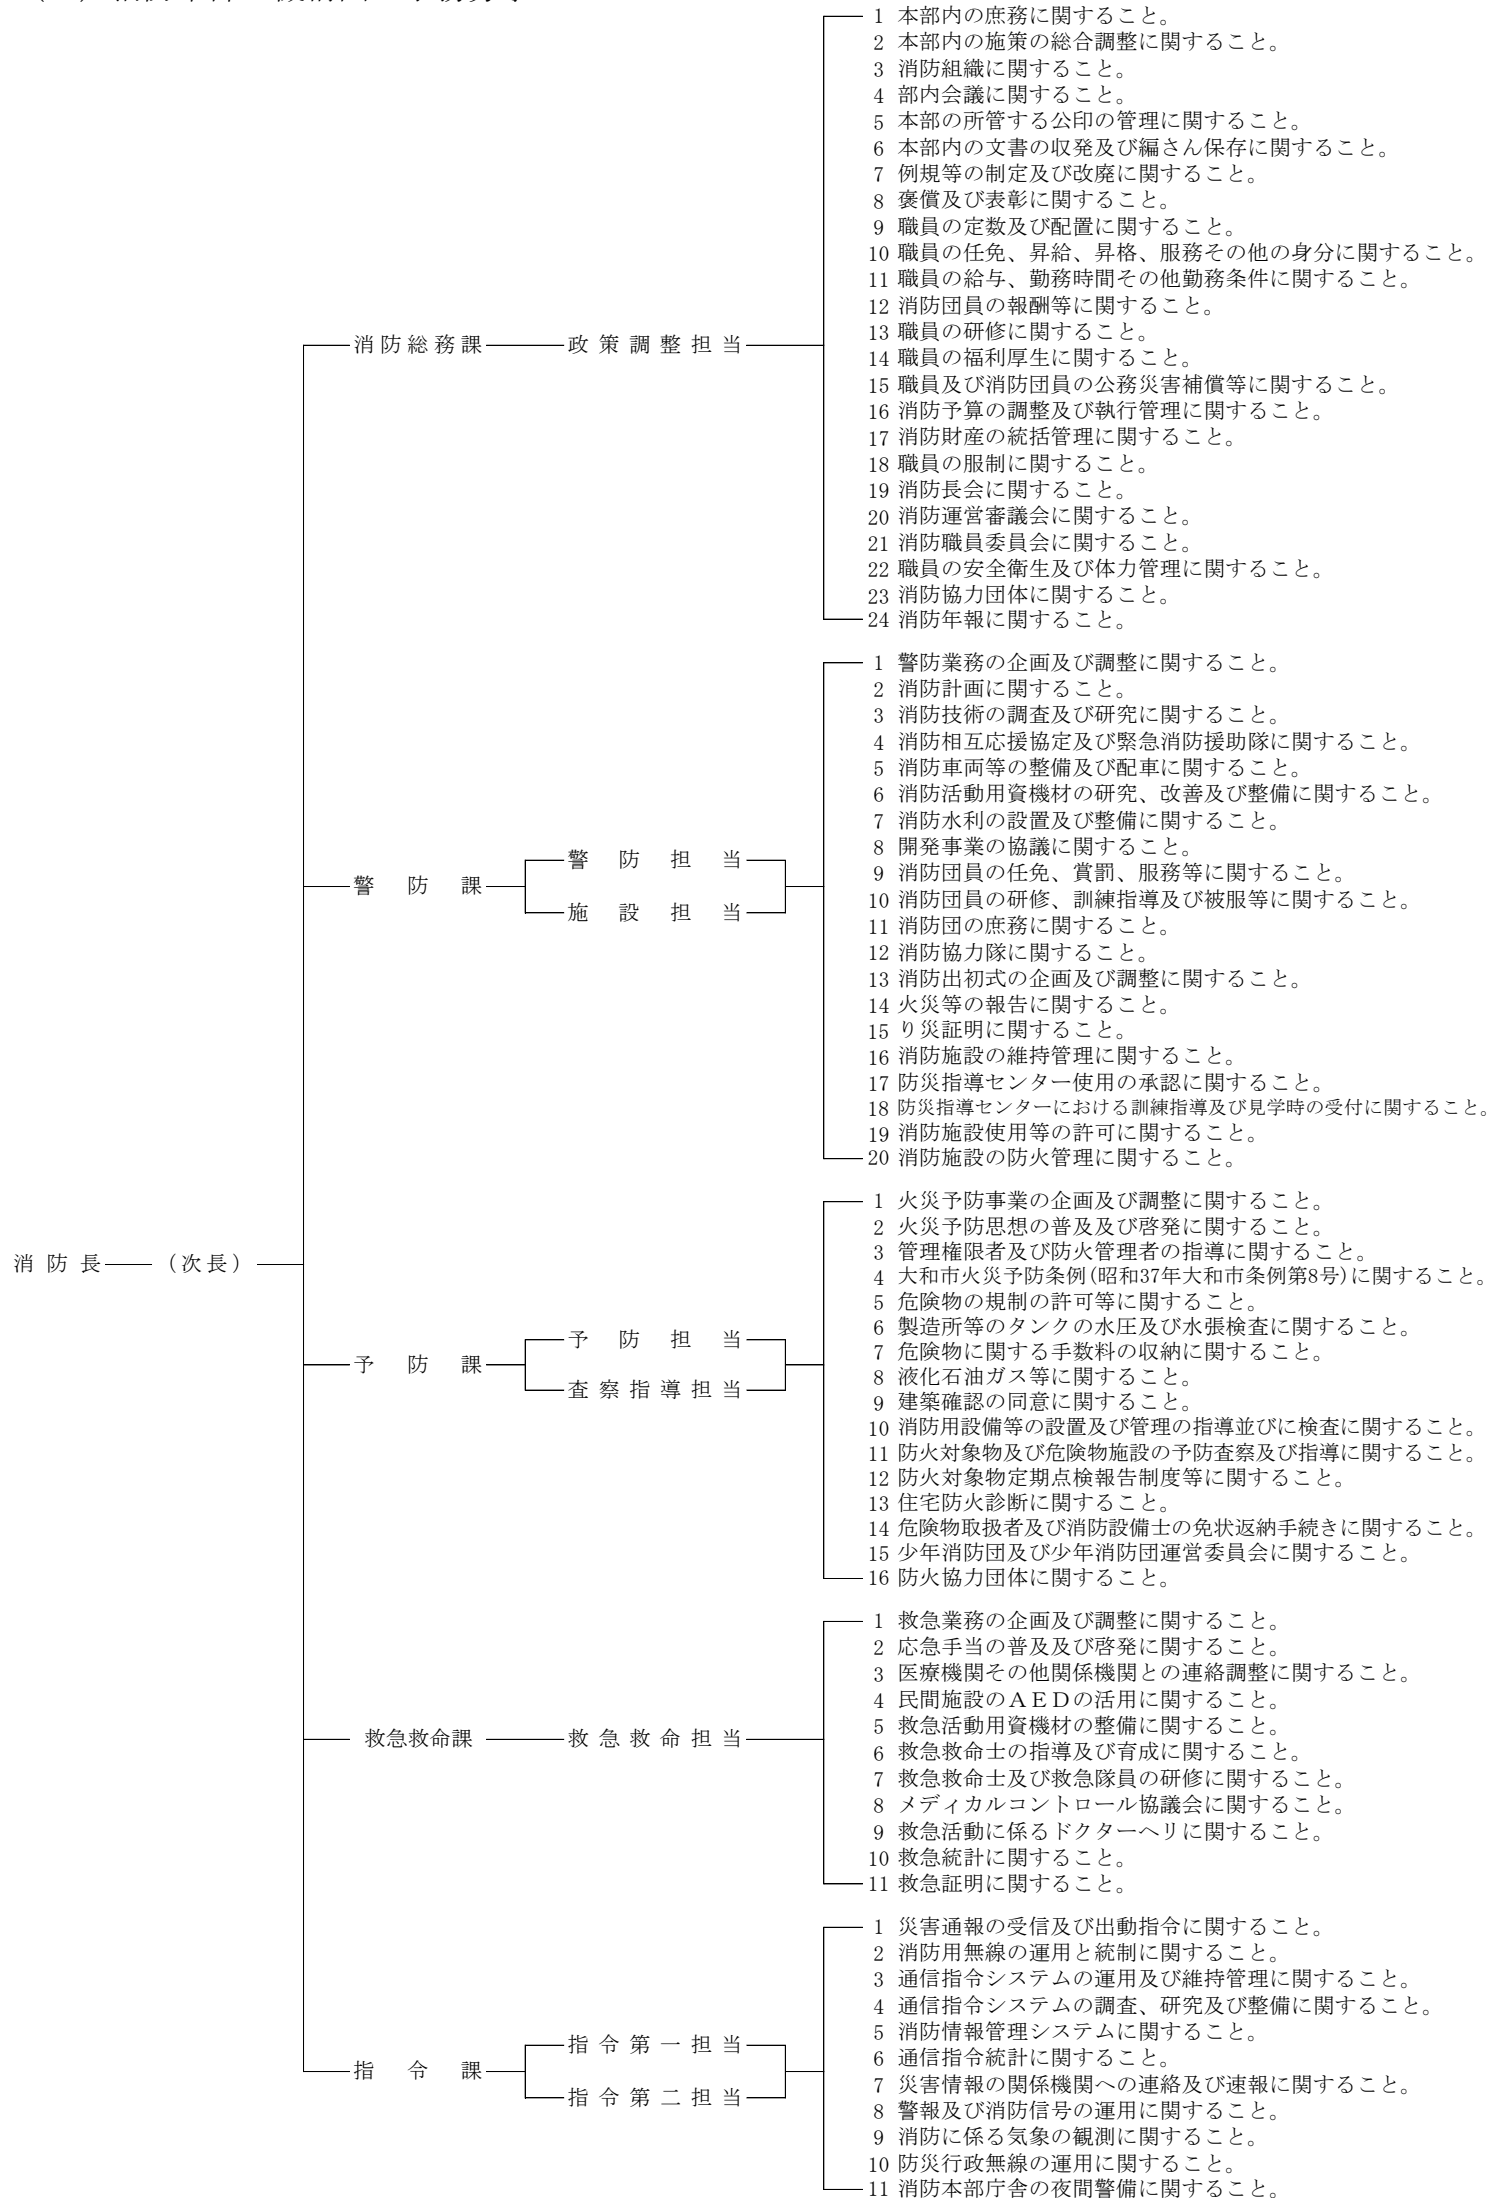 1 本部内の庶務に関すること。
2 本部内の施策の総合調整に関すること。
3 消防組織に関すること。
4 部内会議に関すること。
5 本部の所管する公印の管理に関すること。
6 本部内の文書の収発及び編さん保存に関すること。
7 例規等の制定及び改廃に関すること。
8 褒償及び表彰に関すること。
9 職員の定数及び配置に関すること。
10 職員の任免、昇給、昇格、服務その他の身分に関すること。
11 職員の給与、勤務時間その他勤務条件に関すること。
12 消防団員の報酬等に関すること。
13 職員の研修に関すること。
消防総務課 政策調整担当
14 職員の福利厚生に関すること。
15 職員及び消防団員の公務災害補償等に関すること。
16 消防予算の調整及び執行管理に関すること。
17 消防財産の統括管理に関すること。
18 職員の服制に関すること。
19 消防長会に関すること。
20 消防運営審議会に関すること。
21 消防職員委員会に関すること。
22 職員の安全衛生及び体力管理に関すること。
23 消防協力団体に関すること。
24 消防年報に関すること。
1 警防業務の企画及び調整に関すること。
2 消防計画に関すること。
3 消防技術の調査及び研究に関すること。
4 消防相互応援協定及び緊急消防援助隊に関すること。
5 消防車両等の整備及び配車に関すること。
6 消防活動用資機材の研究、改善及び整備に関すること。
7 消防水利の設置及び整備に関すること。
8 開発事業の協議に関すること。
警防担当
9 消防団員の任免、賞罰、服務等に関すること。
警防課
10 消防団員の研修、訓練指導及び被服等に関すること。
施設担当
11 消防団の庶務に関すること。
12 消防協力隊に関すること。
13 消防出初式の企画及び調整に関すること。
14 火災等の報告に関すること。
15 り災証明に関すること。
16 消防施設の維持管理に関すること。
17 防災指導センター使用の承認に関すること。
18 防災指導センターにおける訓練指導及び見学時の受付に関すること。
19 消防施設使用等の許可に関すること。
20 消防施設の防火管理に関すること。
1 火災予防事業の企画及び調整に関すること。
2 火災予防思想の普及及び啓発に関すること。
3 管理権限者及び防火管理者の指導に関すること。
消防長 (次長)
4 大和市火災予防条例(昭和37年大和市条例第8号)に関すること。
5 危険物の規制の許可等に関すること。
6 製造所等のタンクの水圧及び水張検査に関すること。
予防担当
7 危険物に関する手数料の収納に関すること。
予防課
8 液化石油ガス等に関すること。
査察指導担当
9 建築確認の同意に関すること。
10 消防用設備等の設置及び管理の指導並びに検査に関すること。
11 防火対象物及び危険物施設の予防査察及び指導に関すること。
12 防火対象物定期点検報告制度等に関すること。
13 住宅防火診断に関すること。
14 危険物取扱者及び消防設備士の免状返納手続きに関すること。
15 少年消防団及び少年消防団運営委員会に関すること。
16 防火協力団体に関すること。
1 救急業務の企画及び調整に関すること。
2 応急手当の普及及び啓発に関すること。
3 医療機関その他関係機関との連絡調整に関すること。
4 民間施設のAEDの活用に関すること。
5 救急活動用資機材の整備に関すること。
救急救命課 救急救命担当
6 救急救命士の指導及び育成に関すること。
7 救急救命士及び救急隊員の研修に関すること。
8 メディカルコントロール協議会に関すること。
9 救急活動に係るドクターヘリに関すること。
10 救急統計に関すること。
11 救急証明に関すること。
1 災害通報の受信及び出動指令に関すること。
2 消防用無線の運用と統制に関すること。
3 通信指令システムの運用及び維持管理に関すること。
4 通信指令システムの調査、研究及び整備に関すること。
5 消防情報管理システムに関すること。
指令第一担当
6 通信指令統計に関すること。
指令課
7 災害情報の関係機関への連絡及び速報に関すること。
指令第二担当
8 警報及び消防信号の運用に関すること。
9 消防に係る気象の観測に関すること。
10 防災行政無線の運用に関すること。
11 消防本部庁舎の夜間警備に関すること。